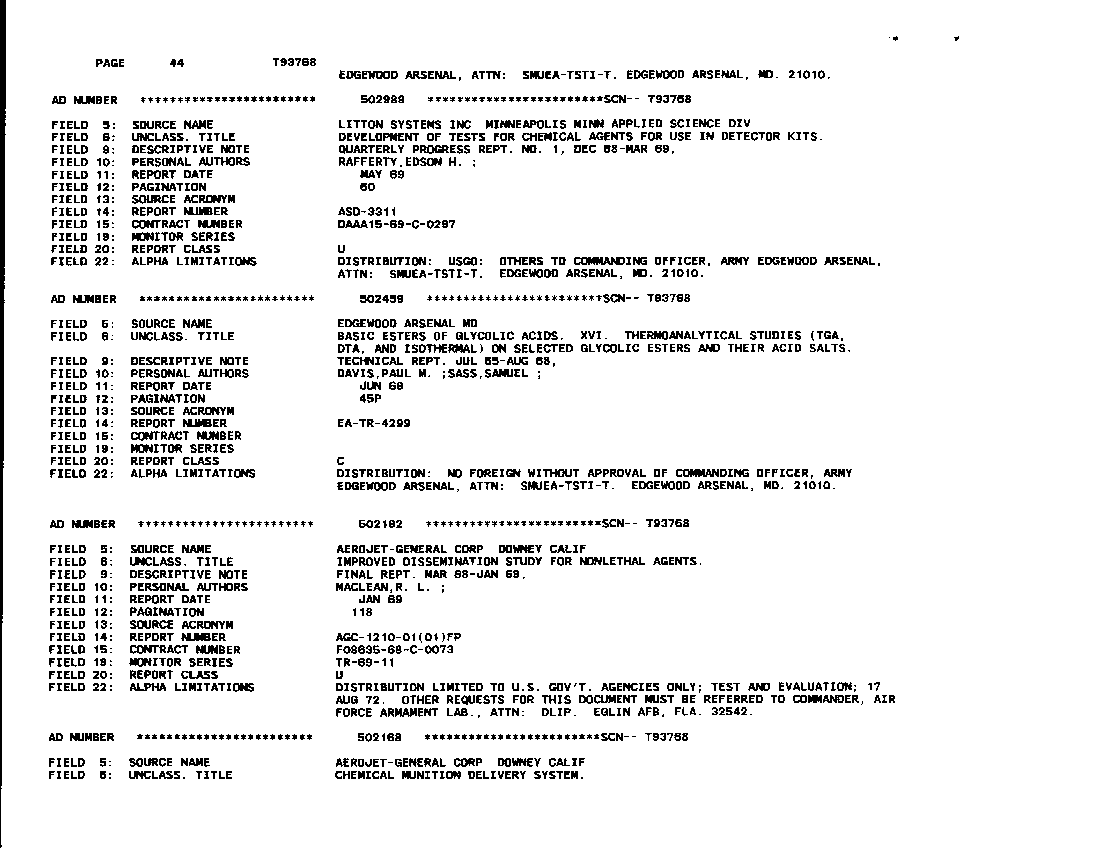 PAGE 44 T93768
EDGEWOOD ARSENAL, ATTN: SMUEA-TSTI-T. EDGEWOOD ARSENAL, MD. 21010.
AD NUMBER ************************ 502989 ************************SCN-- T93768
FIELD 5: SOURCE NAME LITTON SYSTEMS INC MINNEAPOLIS MINN APPLIED SCIENCE DIV
FIELD 6: UNCLASS. TITLE DEVELOPMENT OF TESTS FOR CHEMICAL AGENTS FOR USE IN DETECTOR KITS.
FIELD 9: DESCRIPTIVE NOTE QUARTERLY PROGRESS REPT. NO. 1, DEC 68-MAR 69,
FIELD 10: PERSONAL AUTHORS RAFFERTY,EDSON H. ;
FIELD 11: REPORT DATE MAY 69
FIELD 12: PAGINATION 60
FIELD 13: SOURCE ACRONYM
FIELD 14: REPORT NUMBER ASD-3311
FIELD 15: CONTRACT NUMBER DAAA15-69-C-0297
FIELD 19: MONITOR SERIES
FIELD 20: REPORT CLASS U
FIELD 22: ALPHA LIMITATIONS DISTRIBUTION: USGO: OTHERS TO COMMANDING OFFICER, ARMY EDGEWOOD ARSENAL,
ATTN: SMUEA-TSTI-T. EDGEWOOD ARSENAL, MD. 21010.
AD NUMBER ************************ 502459 ************************SCN-- T93768
FIELD 5: SOURCE NAME EDGEWOOD ARSENAL MD
FIELD 6: UNCLASS. TITLE BASIC ESTERS OF GLYCOLIC ACIDS. XVI. THERMOANALYTICAL STUDIES (TGA,
DTA, AND ISOTHERMAL) ON SELECTED GLYCOLIC ESTERS AND THEIR ACID SALTS.
FIELD 9: DESCRIPTIVE NOTE TECHNICAL REPT. JUL 65-AUG 68,
FIELD 10: PERSONAL AUTHORS DAVIS,PAUL M. ;SASS,SAMUEL ;
FIELD 11: REPORT DATE JUN 69
FIELD 12: PAGINATION 45P
FIELD 13: SOURCE ACRONYM
FIELD 14: REPORT NUMBER EA-TR-4299
FIELD 15: CONTRACT NUMBER
FIELD 19: MONITOR SERIES
FIELD 20: REPORT CLASS C
FIELD 22: ALPHA LIMITATIONS DISTRIBUTION: NO FOREIGN WITHOUT APPROVAL OF COMMANDING OFFICER, ARMY
EDGEWOOD ARSENAL, ATTN: SMUEA-TSTI-T. EDGEWOOD ARSENAL, MD. 21010.
AD NUMBER ************************ 502182 ************************SCN-- T93768
FIELD 5: SOURCE NAME AEROJET-GENERAL CORP DOWNEY CALIF
FIELD 6: UNCLASS. TITLE IMPROVED DISSEMINATION STUDY FOR NONLETHAL AGENTS.
FIELD 9: DESCRIPTIVE NOTE FINAL REPT. MAR 68-JAN 69,
FIELD 10: PERSONAL AUTHORS MACLEAN,R. L. ;
FIELD 11: REPORT DATE JAN 69
FIELD 12: PAGINATION 118
FIELD 13: SOURCE ACRONYM
FIELD 14: REPORT NUMBER AGC-1210-01(01)FP
FIELD 15: CONTRACT NUMBER F08635-68-C-0073
FIELD 19: MONITOR SERIES TR-69-11
FIELD 20: REPORT CLASS U
FIELD 22: ALPHA LIMITATIONS DISTRIBUTION LIMITED TO U.S. GOV'T. AGENCIES ONLY; TEST AND EVALUATION; 17
AUG 72. OTHER REQUESTS FOR THIS DOCUMENT MUST BE REFERRED TO COMMANDER, AIR
FORCE ARMAMENT LAB., ATTN: DLIP. EGLIN AFB, FLA. 32542.
AD NUMBER ************************ 502168 ************************SCN-- T93768
FIELD 5: SOURCE NAME AEROJET-GENERAL CORP DOWNEY CALIF
FIELD 6: UNCLASS. TITLE CHEMICAL MUNITION DELIVERY SYSTEM.